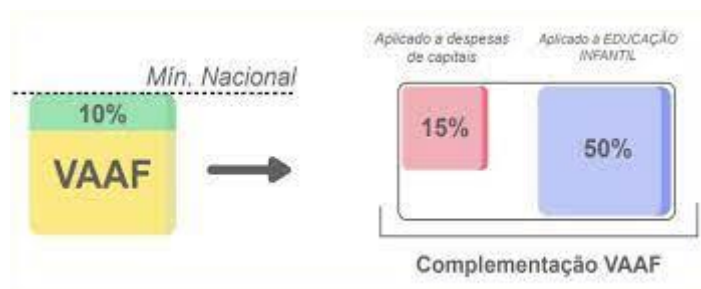 Mín. Nacional
10%
VAAF
Aplicado a despesas
de capitais
Aplicado à EDUCAÇÃO
INFANTIL
15%
50%
Complementação VAAF